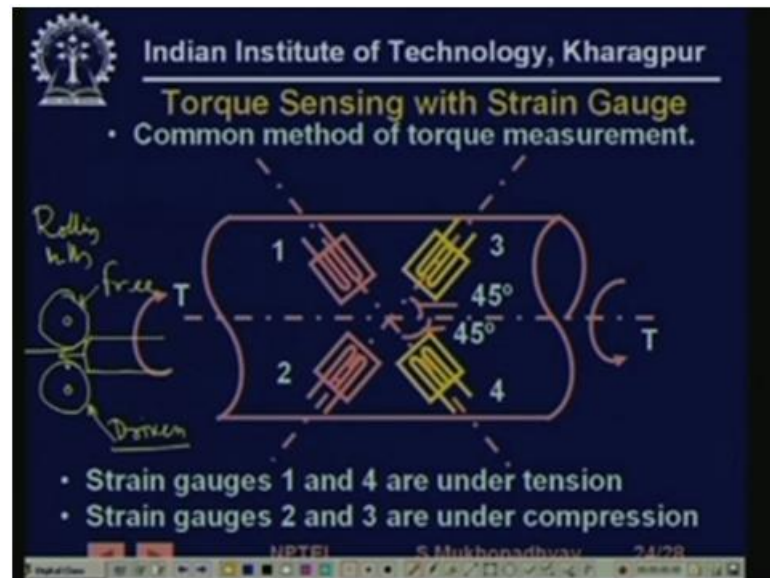 Indian Institute of Technology, Kharagpur
Torque Sensing with Strain Gauge
• Common method of torque measurement.
Rolling
free
T
1
3
45°
45°
T
2
4
Driven
• Strain gauges 1 and 4 are under tension
• Strain gauges 2 and 3 are under compression
NPTEL S.Mukhopadhyay 24/28